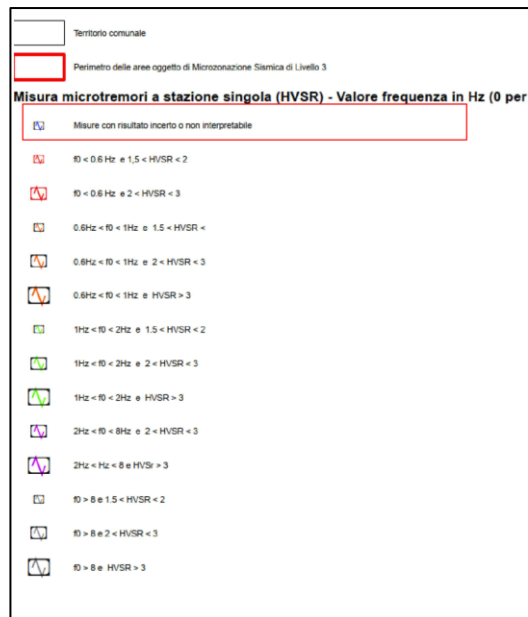 Territorio comunale
Perimetro delle aree oggetto di Microzonazione Sismica di Livello 3
Misura microtremori a stazione singola (HVSR) - Valore frequenza in Hz (0 per
Misure con risultato incerto o non interpretabile
f0 < 0.6 Hz e 1,5 < HVSR < 2
f0 < 0.6 Hz e 2 < HVSR < 3
0.6Hz < f0 < 1Hz e 1.5 < HVSR <
0.6Hz < f0 < 1Hz e 2 < HVSR < 3
0.6Hz < f0 < 1Hz e HVSR > 3
1Hz < f0 < 2Hz e 1.5 < HVSR < 2
1Hz < f0 < 2Hz e 2 < HVSR < 3
1Hz < f0 < 2Hz e HVSR > 3
2Hz < f0 < 8Hz e 2 < HVSR < 3
2Hz < Hz < 8 e HVSr > 3
f0 > 8 e 1.5 < HVSR < 2
f0 > 8 e 2 < HVSR < 3
f0 > 8 e HVSR > 3